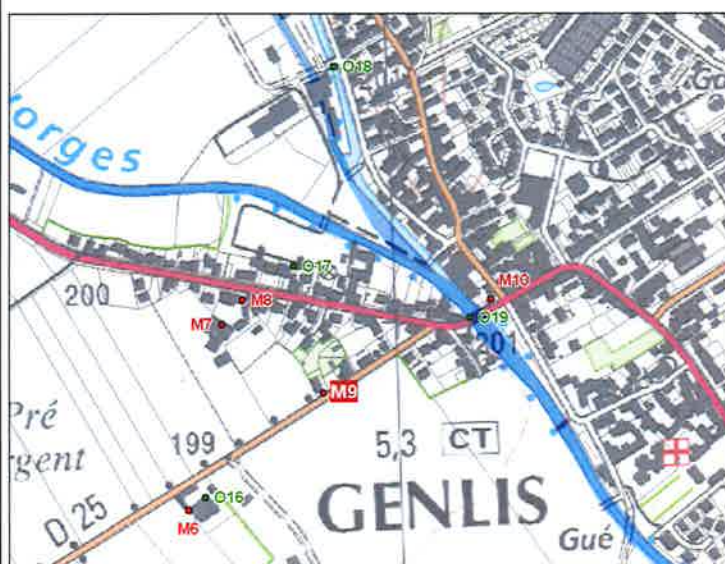 O18
orges
O17
200
M8
M10
O19
M7
201
M9
Pré
rgent
199
5,3
CT
O16
GENLIS
D 25
M6
Gué